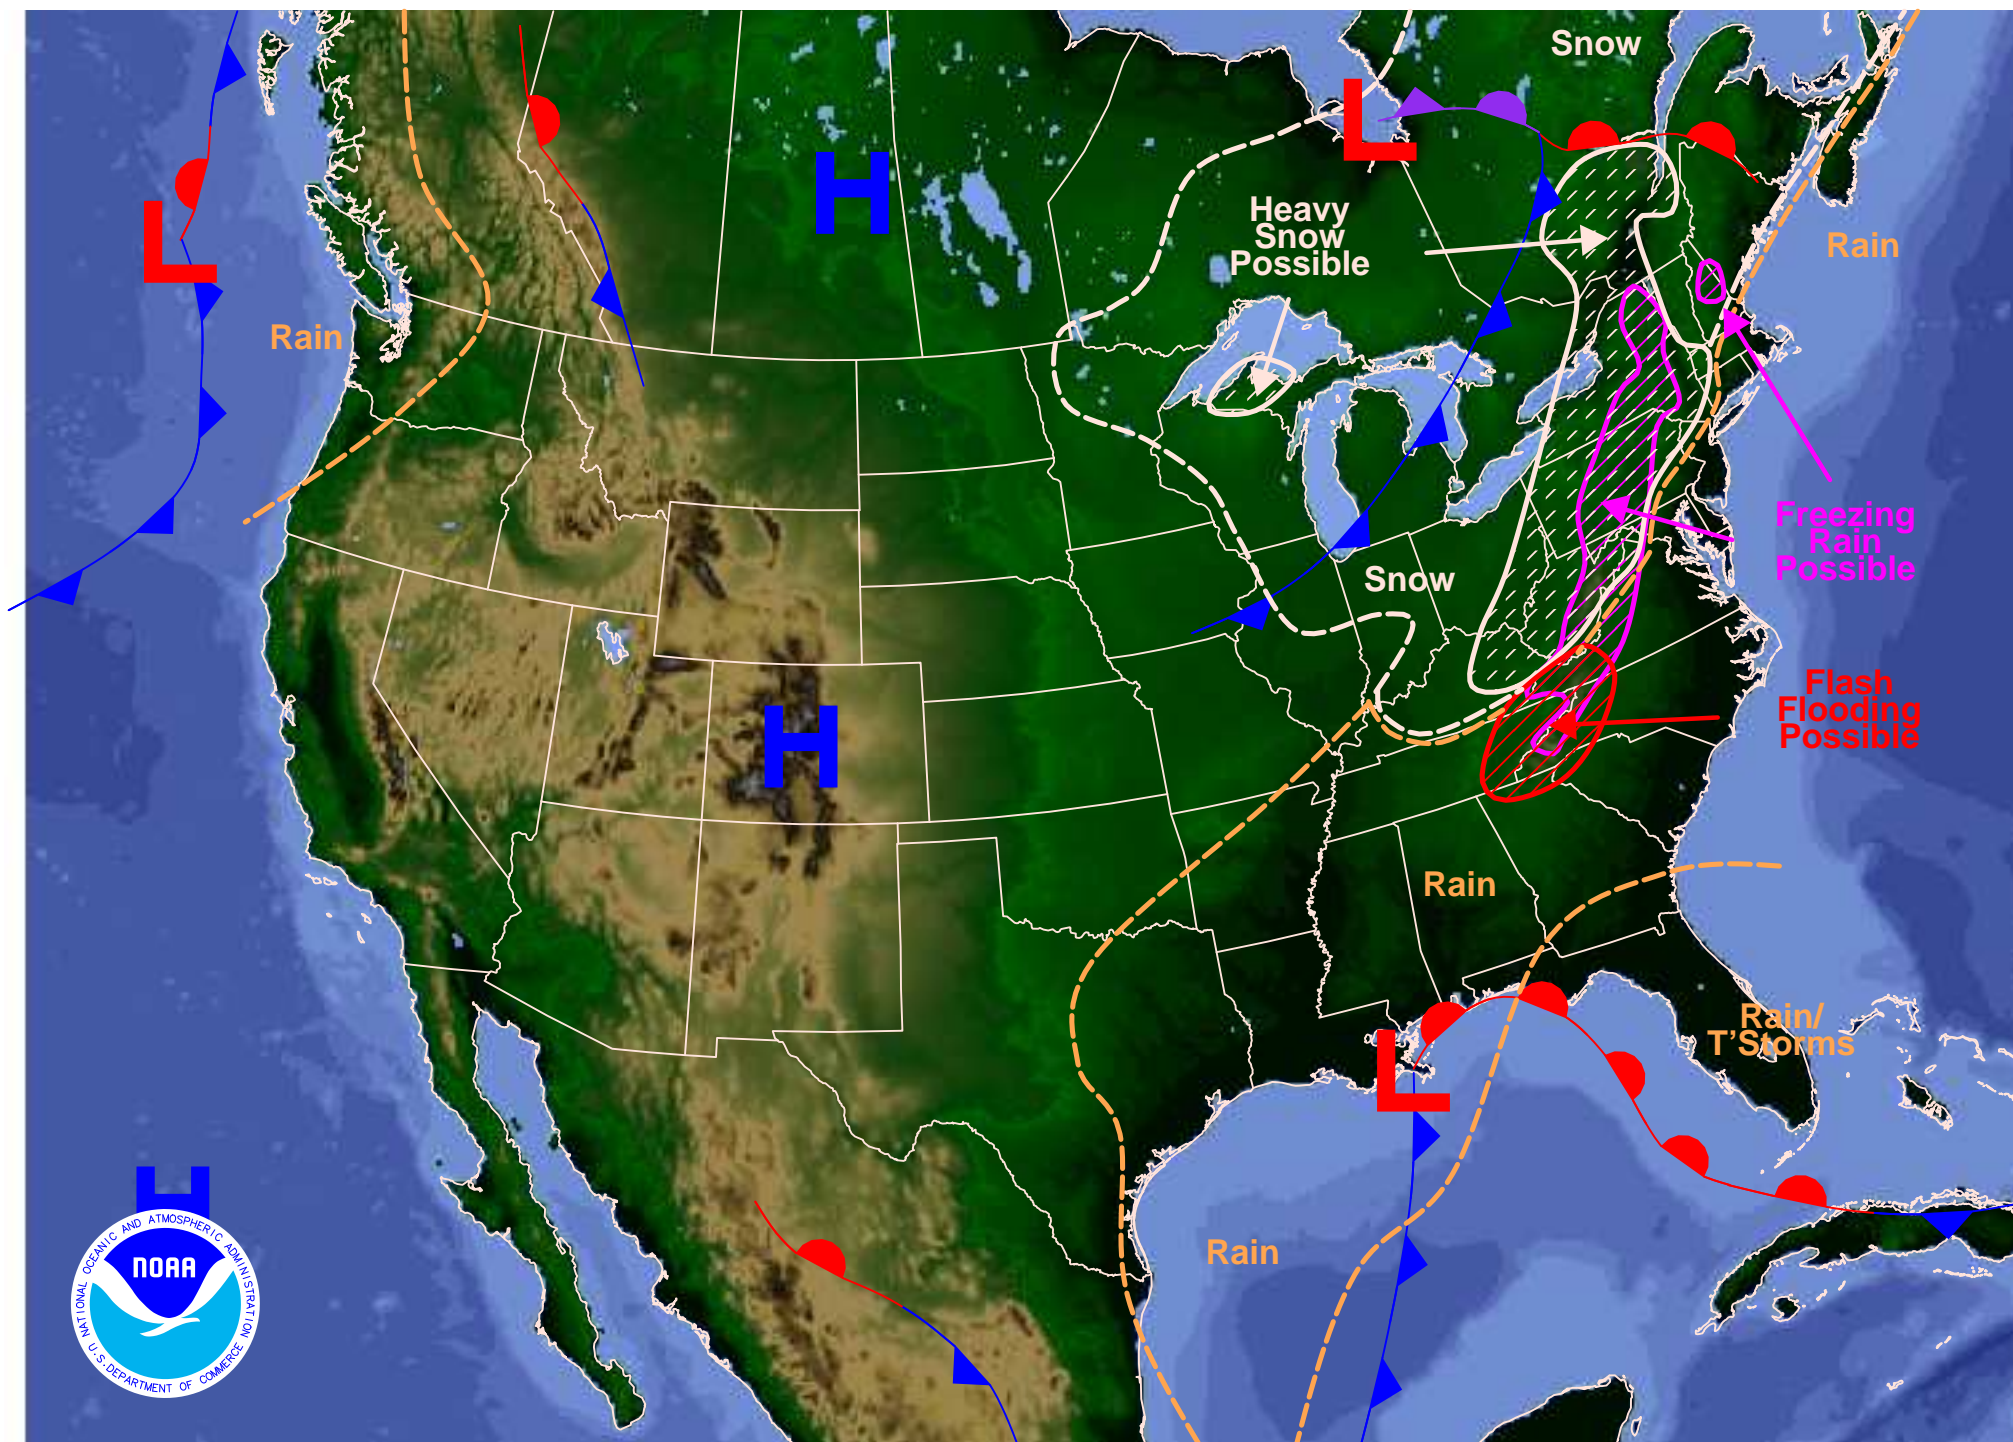 Snow
L
H
Heavy
Snow
Possible
L
Rain
Rain
Freezing
Rain
Possible
Snow
Flash
Flooding
Possible
H
Rain
Rain/
T'Storms
L
H
Rain
NATIONAL OCEANIC AND ATMOSPHERIC ADMINISTRATION
NOAA
U.S. DEPARTMENT OF COMMERCE